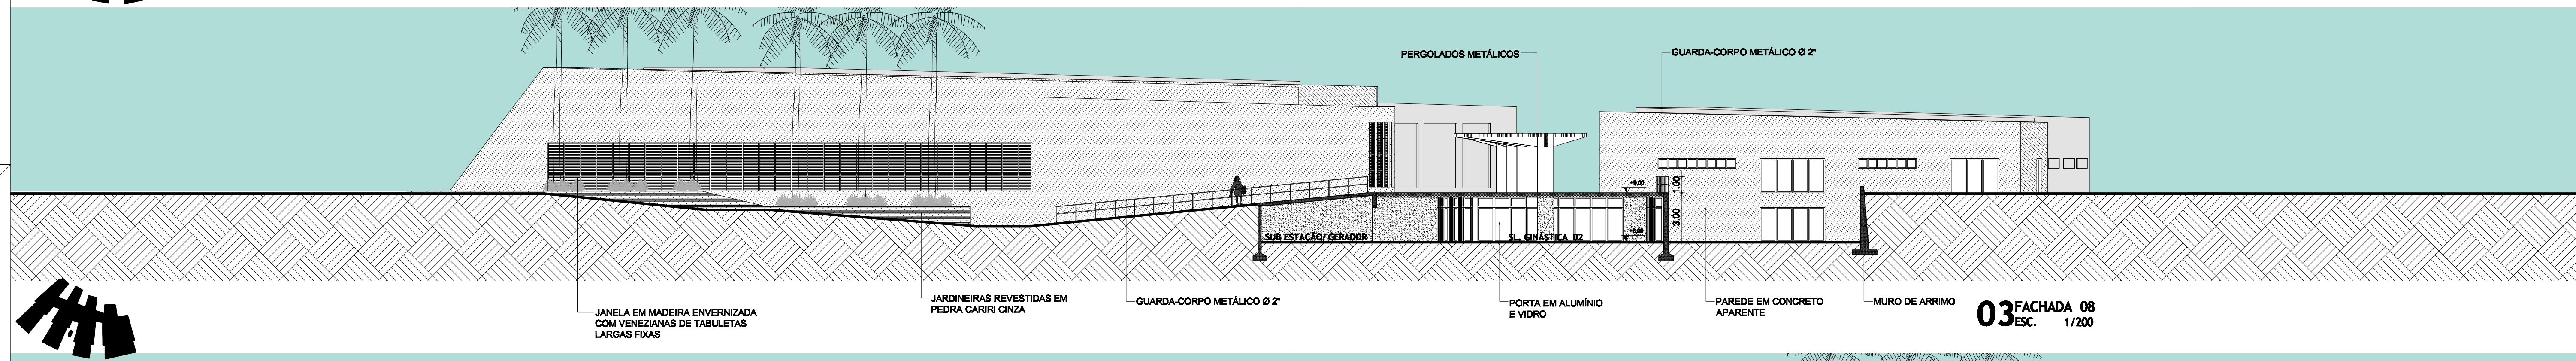 PERGOLADOS METÁLICOS
GUARDA-CORPO METÁLICO Ø 2"
+9,00
1.00
3.00
+6,00
SUB ESTAÇÃO/ GERADOR
SL. GINÁSTICA 02
JANELA EM MADEIRA ENVERNIZADA
COM VENEZIANAS DE TABULETAS
LARGAS FIXAS
JARDINEIRAS REVESTIDAS EM
PEDRA CARIRI CINZA
GUARDA-CORPO METÁLICO Ø 2"
PORTA EM ALUMÍNIO
E VIDRO
PAREDE EM CONCRETO
APARENTE
MURO DE ARRIMO
03 FACHADA 08
ESC. 1/200